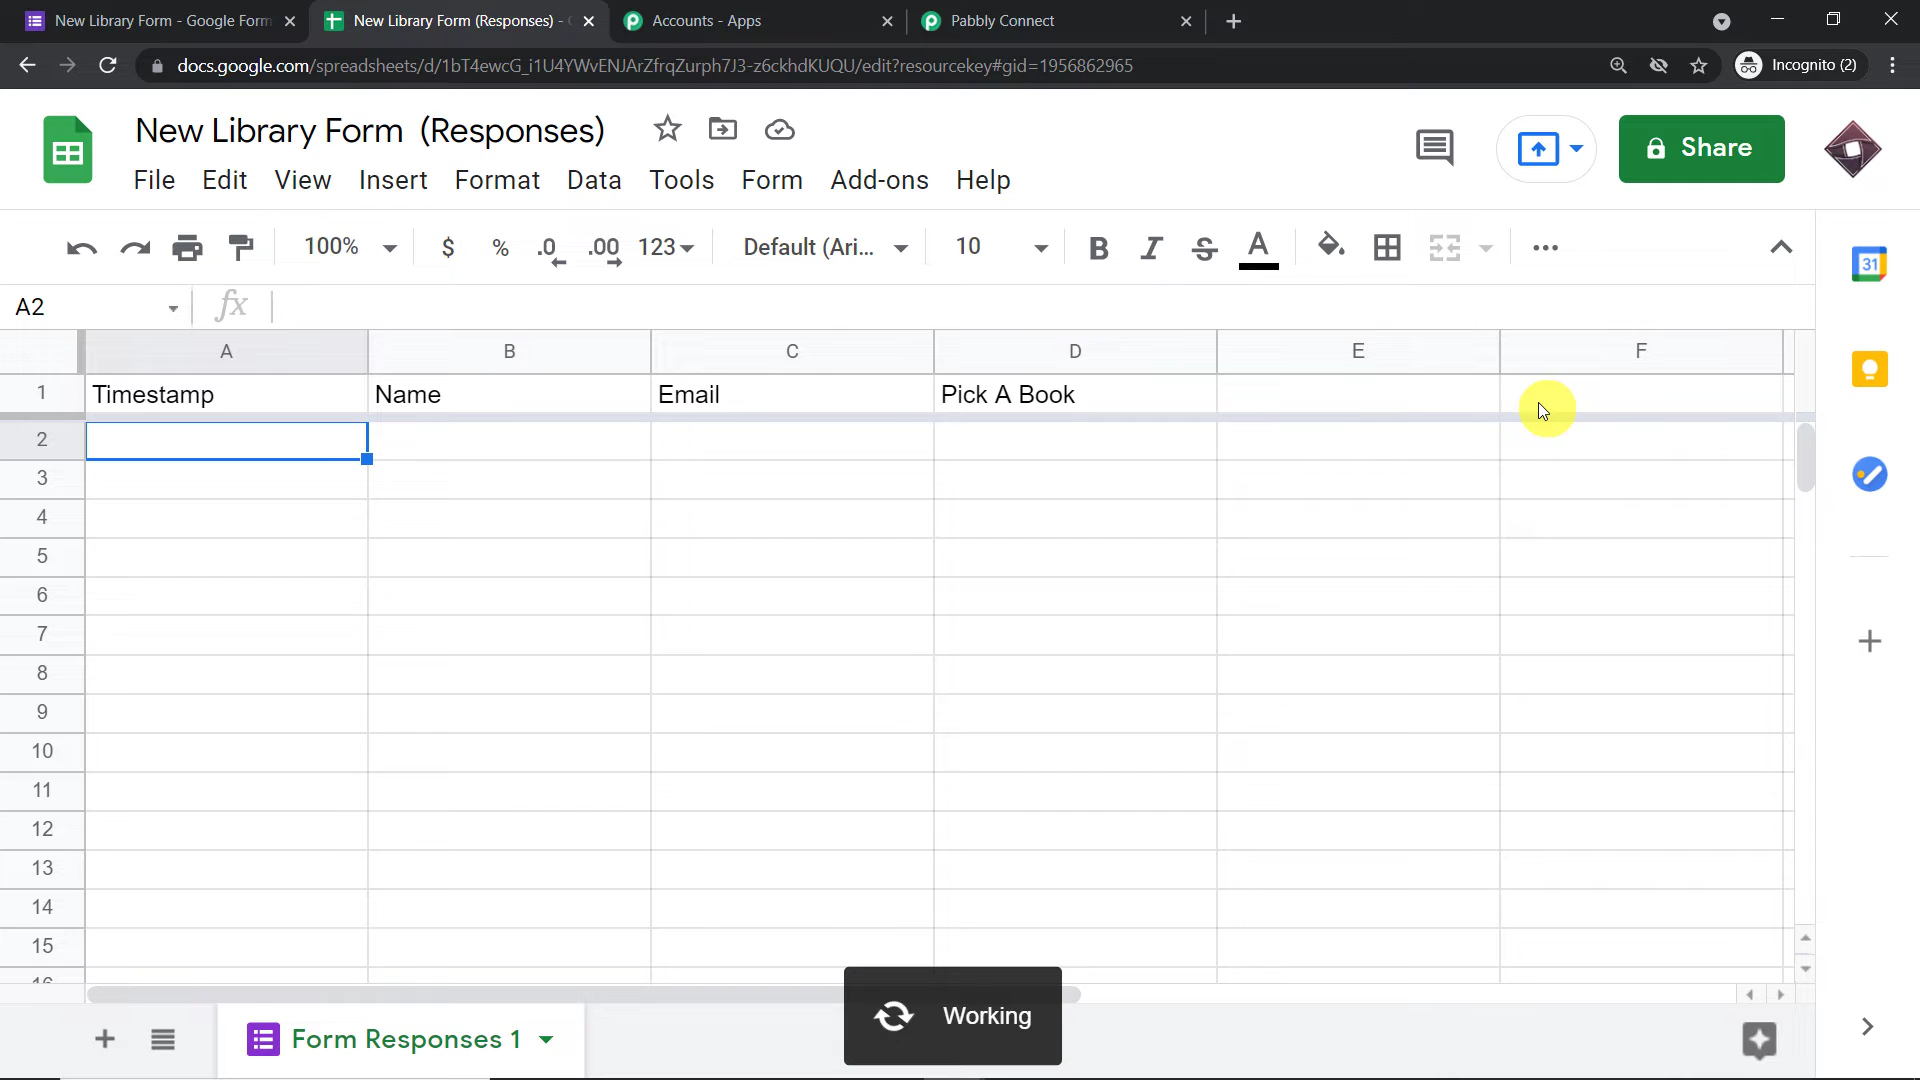 New Library Form - Google Form
New Library Form (Responses) -
Accounts - Apps
Pabbly Connect
docs.google.com/spreadsheets/d/1bT4ewcG_i1U4YWvENJArZfrqZurph7J3-z6ckhdKUQU/edit?resourcekey#gid=1956862965
Incognito (2)
New Library Form (Responses)
Share
File Edit View Insert Format Data Tools Form Add-ons Help
100% $ % .0 .00 123 Default (Ari... 10 B I S A
31
A2 fx
A B C D E F
1 Timestamp Name Email Pick A Book
2
3
4
5
6
7
8
9
10
11
12
13
14
15
16
Working
Form Responses 1